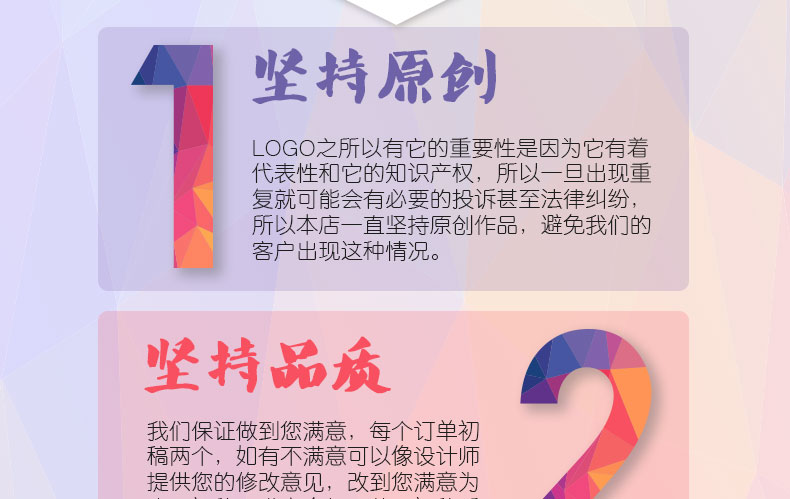 1
坚持原创
LOGO之所以有它的重要性是因为它有着
代表性和它的知识产权，所以一旦出现重
复就可能会有必要的投诉甚至法律纠纷，
所以本店一直坚持原创作品，避免我们的
客户出现这种情况。
坚持品质
2
我们保证做到您满意，每个订单初
稿两个，如有不满意可以像设计师
提供您的修改意见，改到您满意为